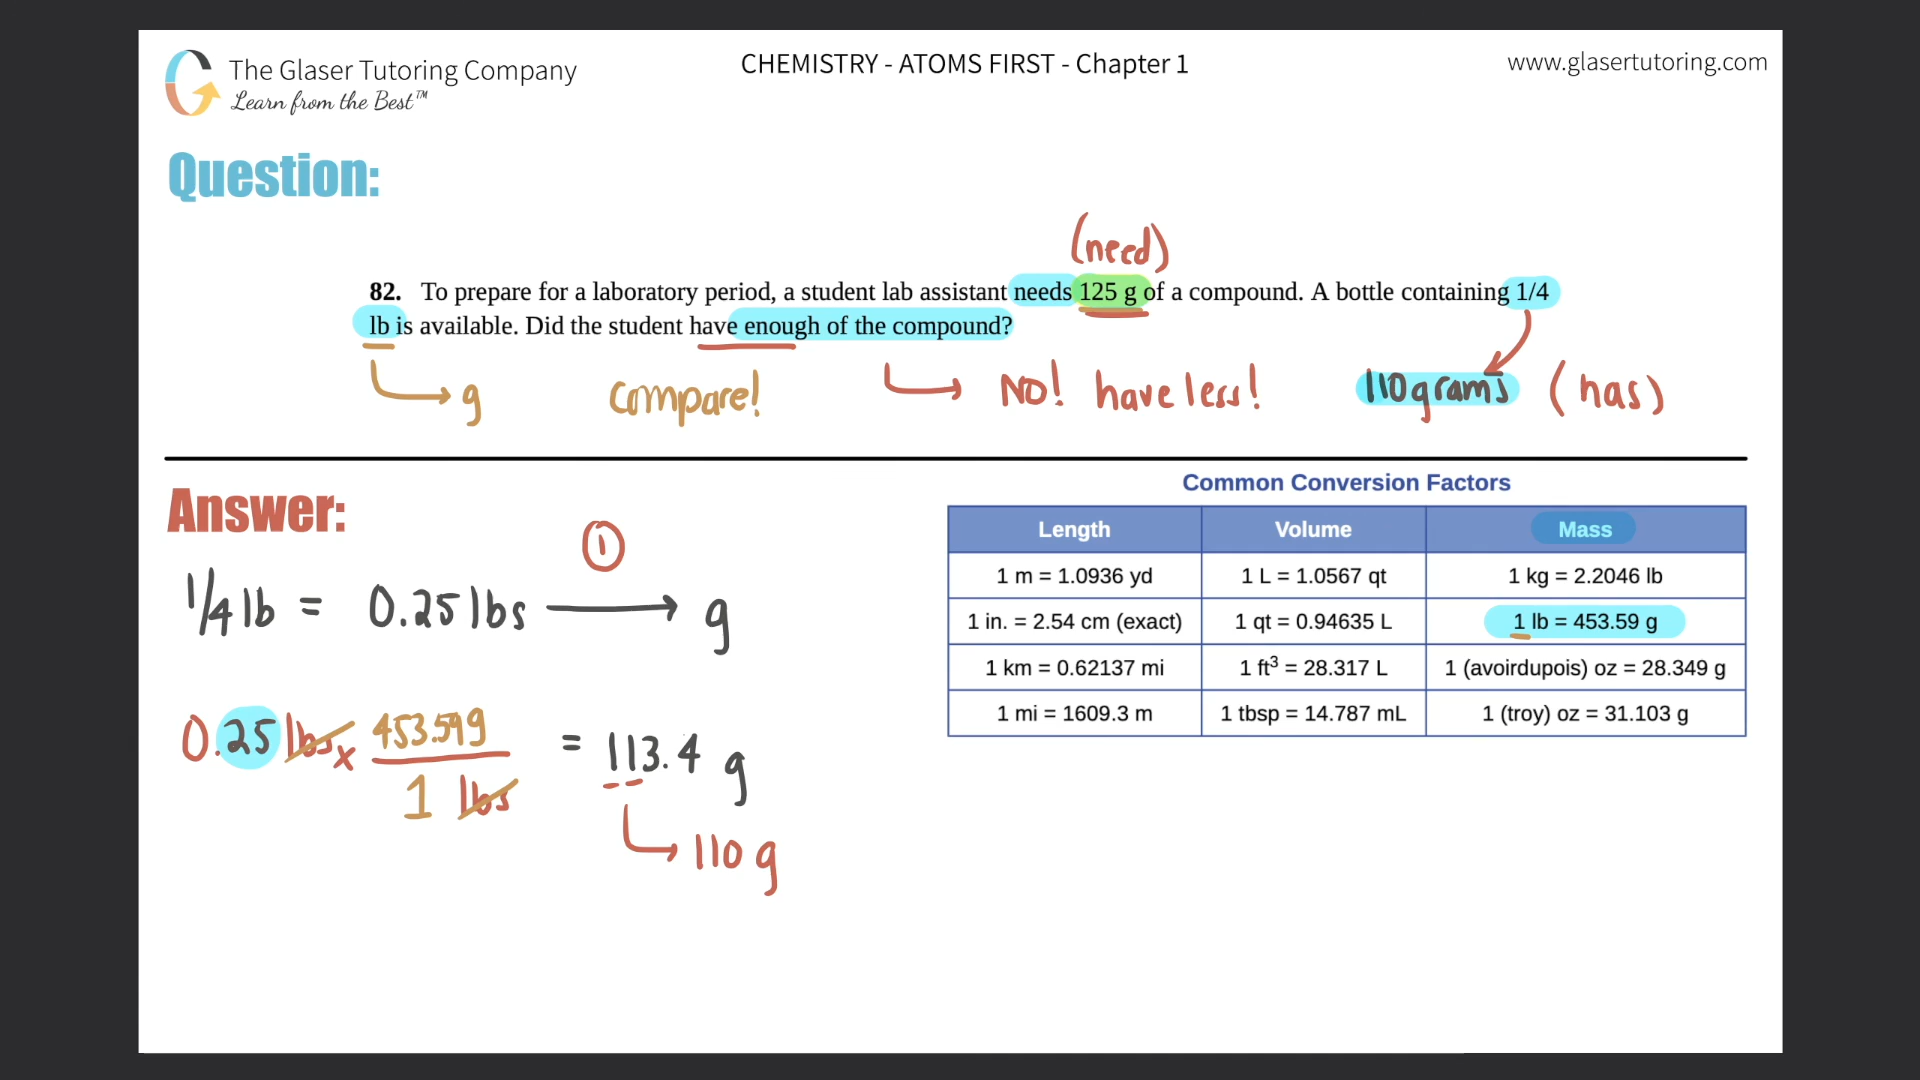 The Glaser Tutoring Company
Learn from the Best™
CHEMISTRY - ATOMS FIRST - Chapter 1
www.glasertutoring.com
Question:
(need)
82. To prepare for a laboratory period, a student lab assistant needs 125 g of a compound. A bottle containing 1/4
lb is available. Did the student have enough of the compound?
g compare! NO! have less! 110grams (has)
Answer:
1
1/4 lb = 0.25 lbs g
0.25 lbs x 453.59g = 113.4 g
1 lbs
110 g
Common Conversion Factors
Length Volume Mass
1 m = 1.0936 yd 1 L = 1.0567 qt 1 kg = 2.2046 lb
1 in. = 2.54 cm (exact) 1 qt = 0.94635 L 1 lb = 453.59 g
1 km = 0.62137 mi 1 ft³ = 28.317 L 1 (avoirdupois) oz = 28.349 g
1 mi = 1609.3 m 1 tbsp = 14.787 mL 1 (troy) oz = 31.103 g